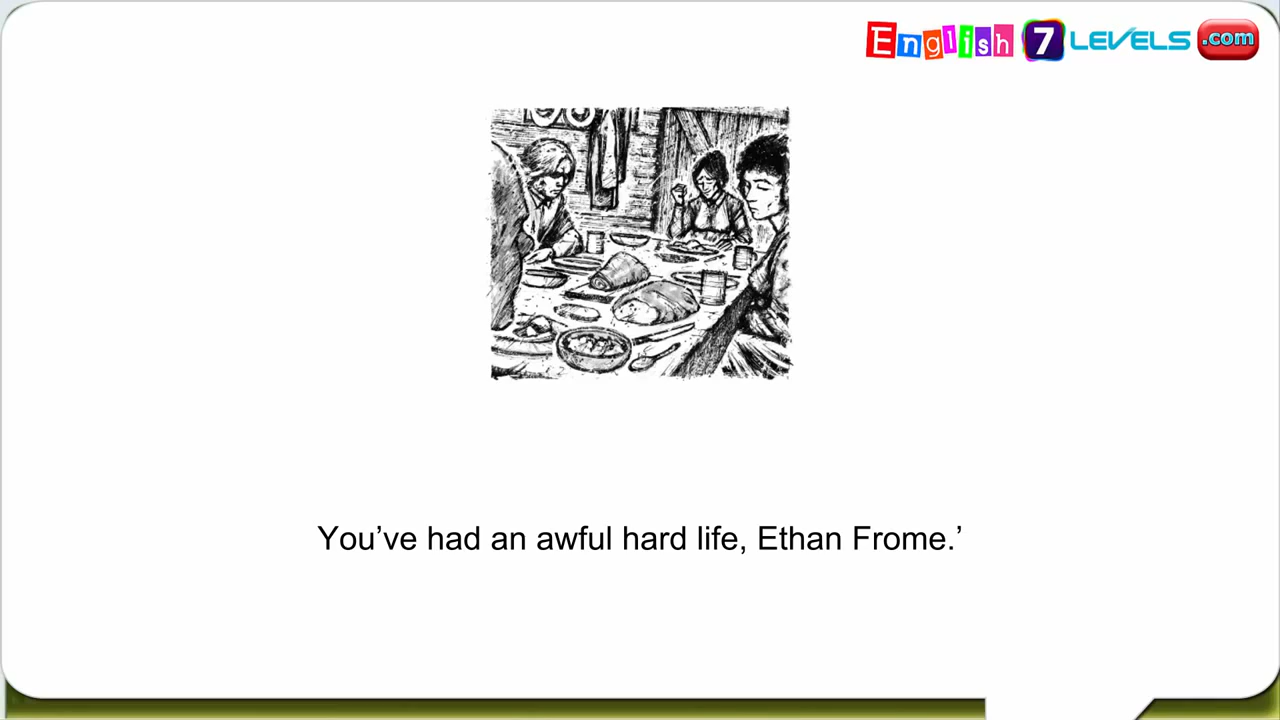 English 7 LEVELS .com
You’ve had an awful hard life, Ethan Frome.’